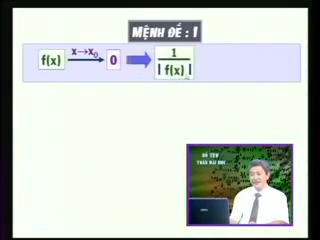 MỆNH ĐỀ : 1
f(x) x→x₀ 0 1 / | f(x) |